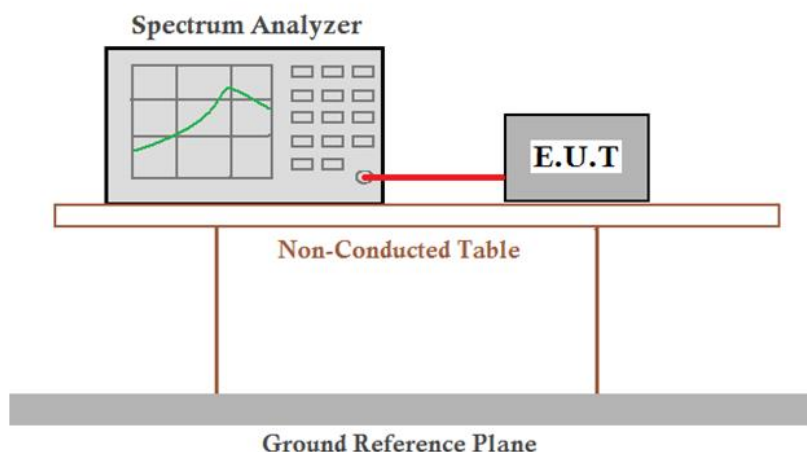 Spectrum Analyzer
E.U.T
Non-Conducted Table
Ground Reference Plane